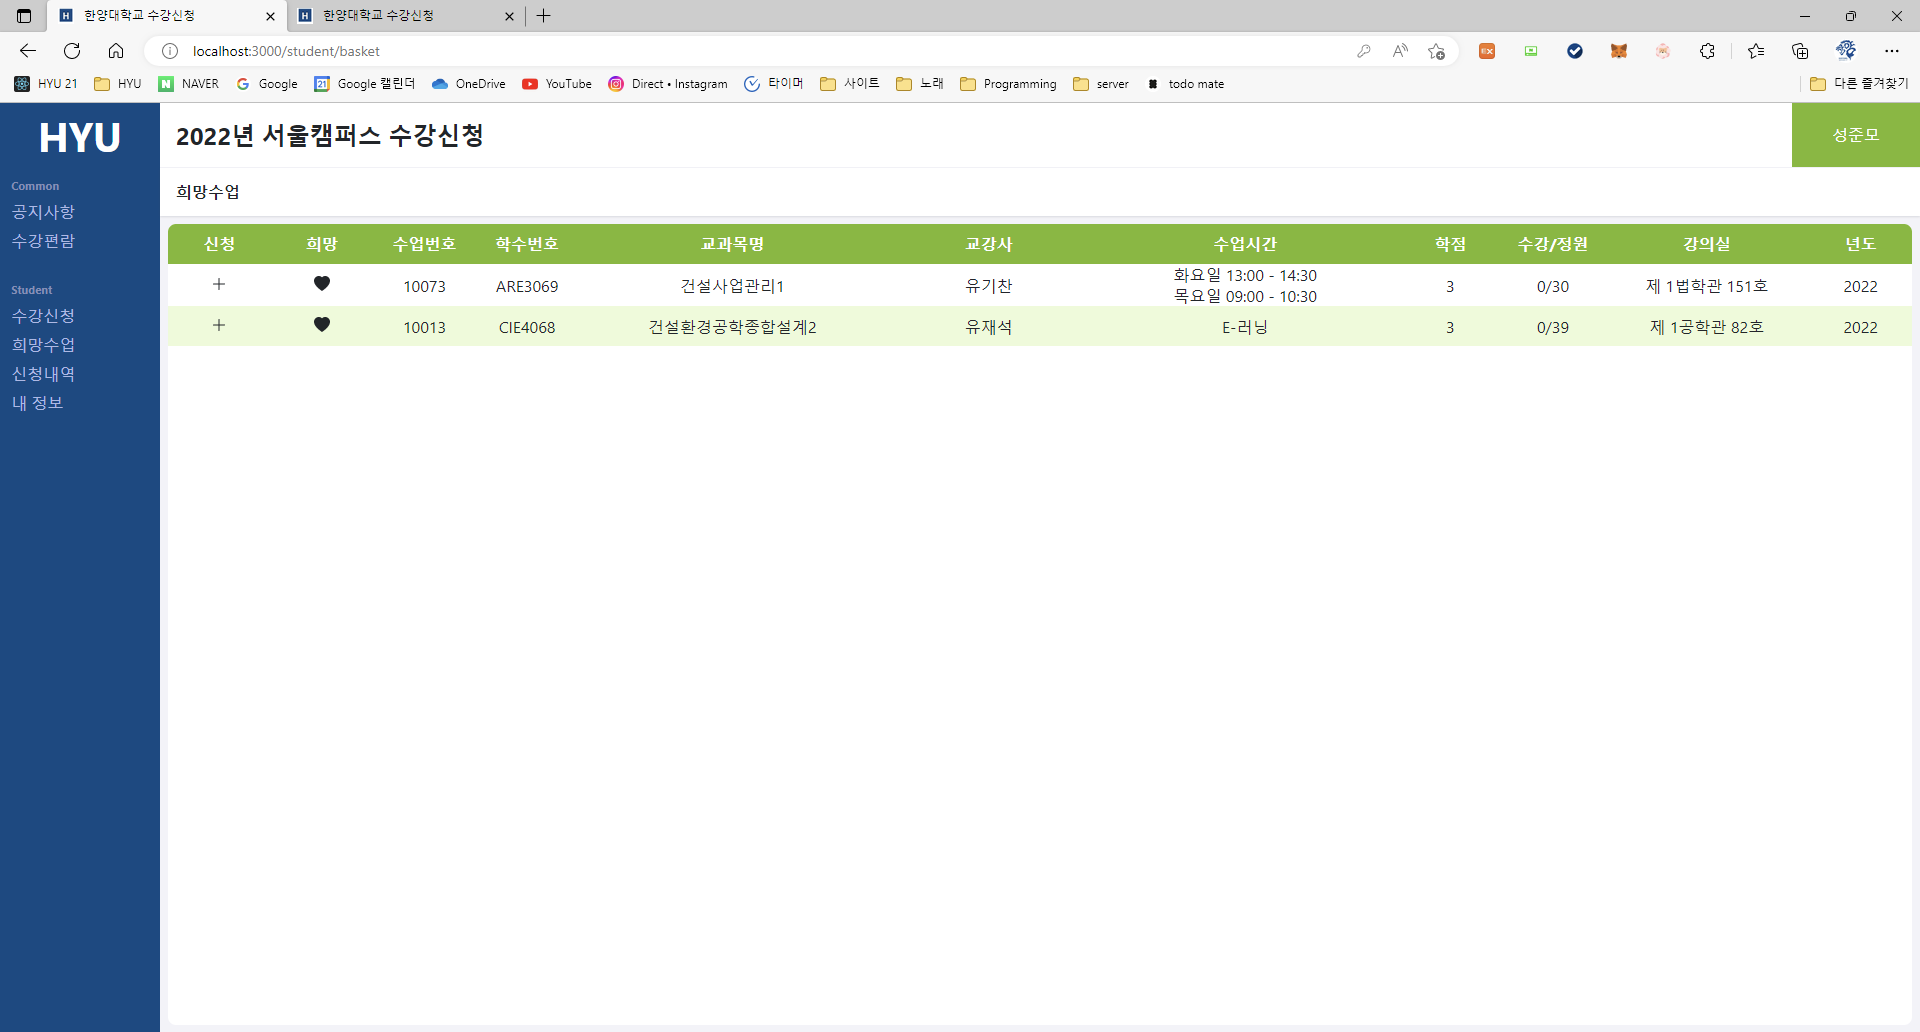 한양대학교 수강신청
한양대학교 수강신청
localhost:3000/student/basket
HYU 21
HYU
NAVER
Google
Google 캘린더
OneDrive
YouTube
Direct • Instagram
타이머
사이트
노래
Programming
server
todo mate
다른 즐겨찾기
HYU
Common
공지사항
수강편람
Student
수강신청
희망수업
신청내역
내 정보
2022년 서울캠퍼스 수강신청
성준모
희망수업
신청 희망 수업번호 학수번호 교과목명 교강사 수업시간 학점 수강/정원 강의실 년도
10073 ARE3069 건설사업관리1 유기찬 화요일 13:00 - 14:30
목요일 09:00 - 10:30 3 0/30 제 1법학관 151호 2022
10013 CIE4068 건설환경공학종합설계2 유재석 E-러닝 3 0/39 제 1공학관 82호 2022